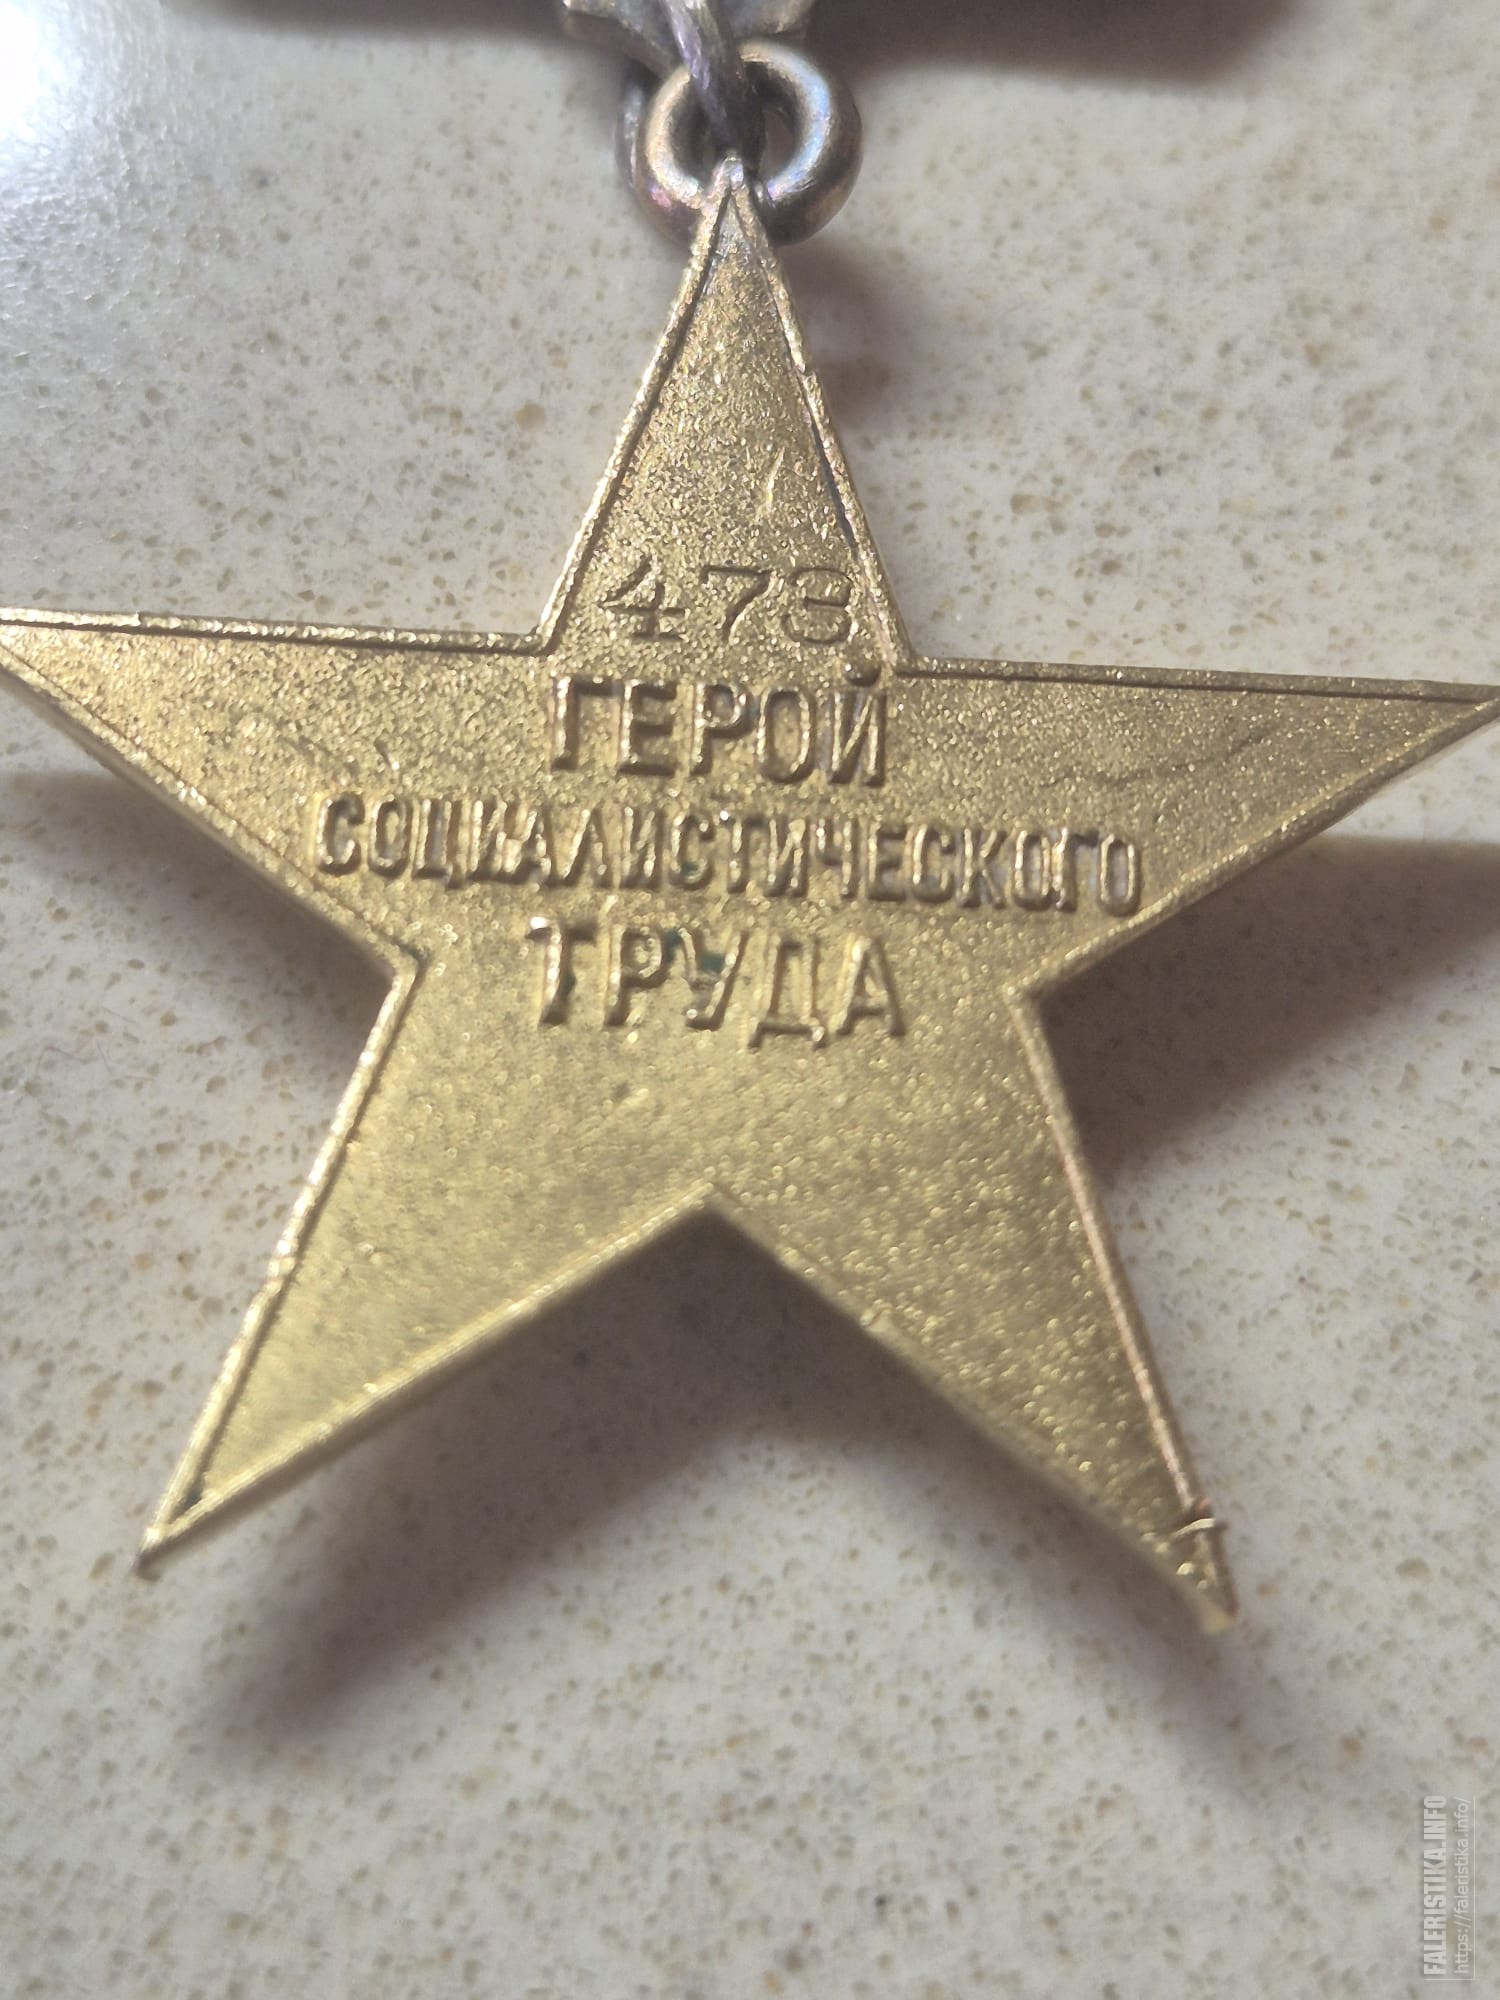 473
ГЕРОЙ
СОЦИАЛИСТИЧЕСКОГО
ТРУДА
FALERISTIKA.INFO
https://faleristika.info/